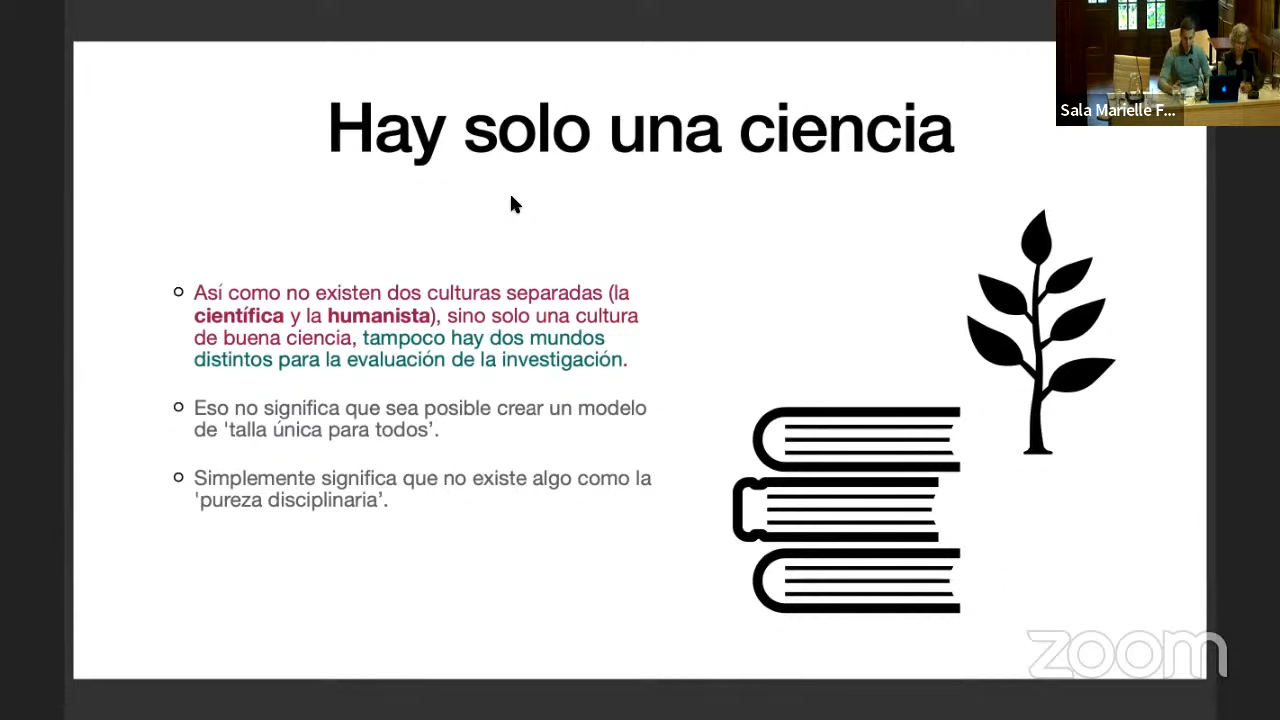 Sala Marielle F...
Hay solo una ciencia
Así como no existen dos culturas separadas (la
científica y la humanista), sino solo una cultura
de buena ciencia, tampoco hay dos mundos
distintos para la evaluación de la investigación.
Eso no significa que sea posible crear un modelo
de 'talla única para todos’.
Simplemente significa que no existe algo como la
'pureza disciplinaria’.
zoom